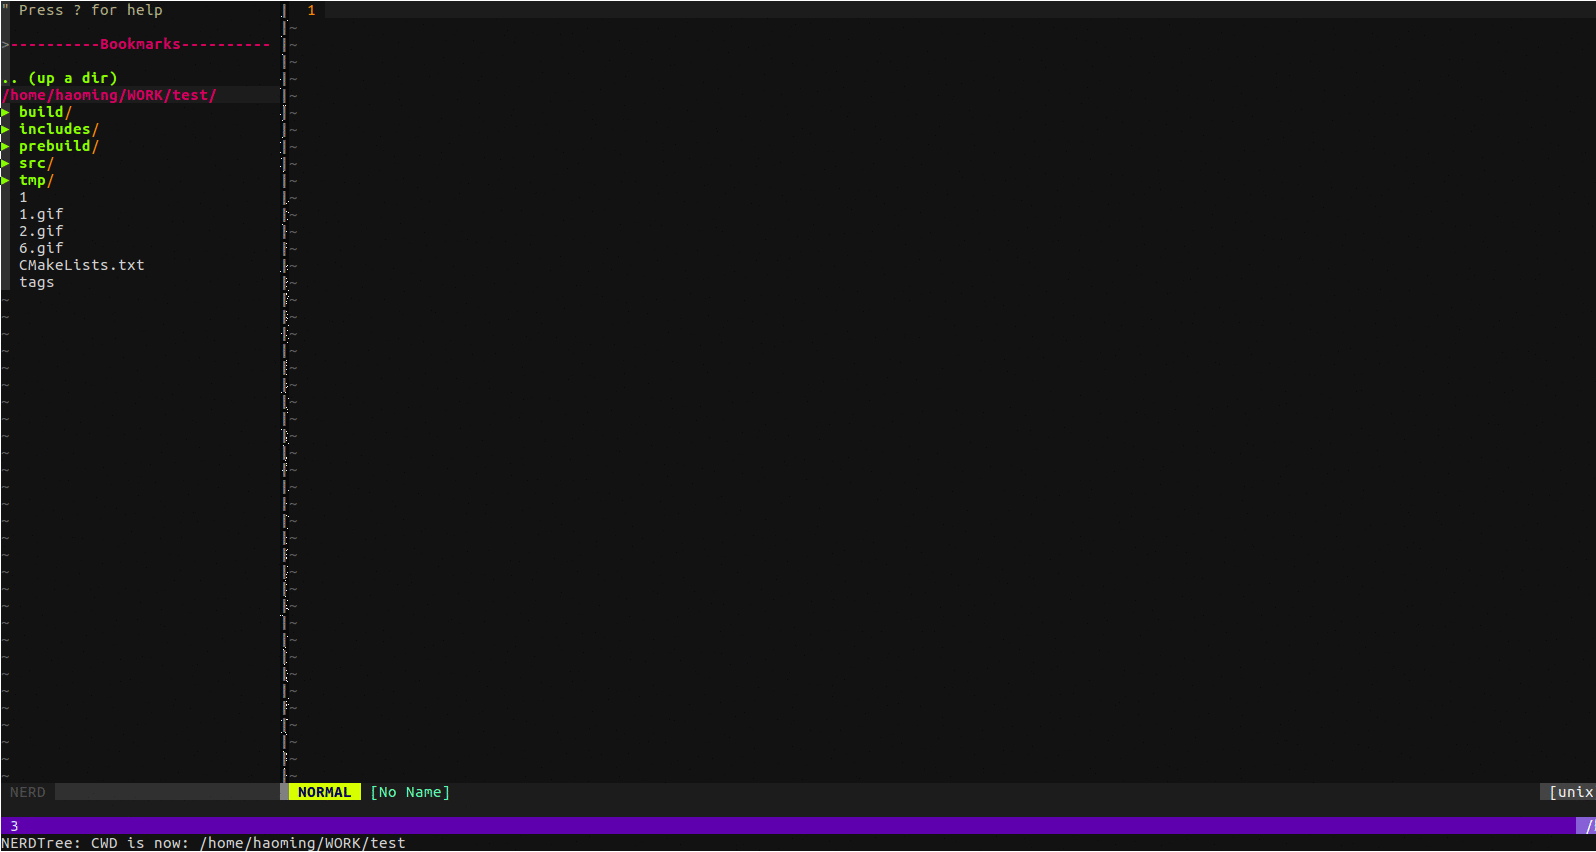 " Press ? for help
1
>----------Bookmarks----------
.. (up a dir)
/home/haoming/WORK/test/
▸ build/
▸ includes/
▸ prebuild/
▸ src/
▸ tmp/
1
1.gif
2.gif
6.gif
CMakeLists.txt
tags
NERD
NORMAL [No Name]
[unix
3
NERDTree: CWD is now: /home/haoming/WORK/test